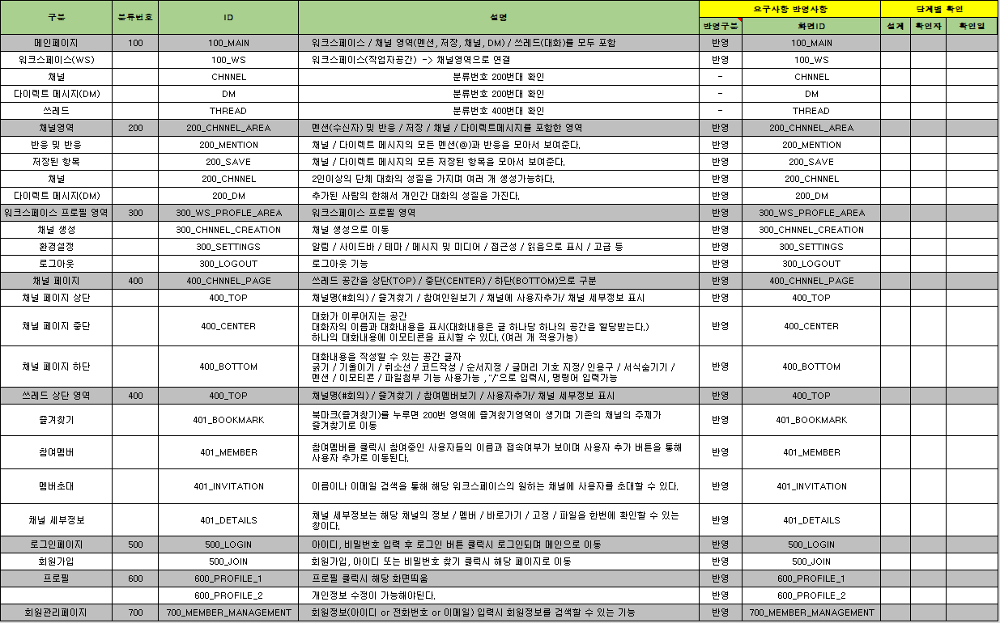 구분 분류번호 ID 설명 요구사항 반영사항 단계별 확인
반영구분 화면ID 설계 확인자 확인일
메인페이지 100 100_MAIN 워크스페이스 / 채널 영역(멘션, 저장, 채널, DM) / 쓰레드(대화)를 모두 포함 반영 100_MAIN
워크스페이스(WS) 100_WS 워크스페이스(작업자공간) -> 채널영역으로 연결 반영 100_WS
채널 CHNNEL 분류번호 200번대 확인 - CHNNEL
다이렉트 메시지(DM) DM 분류번호 200번대 확인 - DM
쓰레드 THREAD 분류번호 400번대 확인 - THREAD
채널영역 200 200_CHNNEL_AREA 멘션(수신자) 및 반응 / 저장 / 채널 / 다이렉트메시지를 포함한 영역 반영 200_CHNNEL_AREA
반응 및 반응 200_MENTION 채널 / 다이렉트 메시지의 모든 멘션(@)과 반응을 모아서 보여준다. 반영 200_MENTION
저장된 항목 200_SAVE 채널 / 다이렉트 메시지의 모든 저장된 항목을 모아서 보여준다. 반영 200_SAVE
채널 200_CHNNEL 2인이상의 단체 대화의 성질을 가지며 여러 개 생성가능하다. 반영 200_CHNNEL
다이렉트 메시지(DM) 200_DM 추가된 사람의 한해서 개인간 대화의 성질을 가진다. 반영 200_DM
워크스페이스 프로필 영역 300 300_WS_PROFLE_AREA 워크스페이스 프로필 영역 반영 300_WS_PROFLE_AREA
채널 생성 300_CHNNEL_CREATION 채널 생성으로 이동 반영 300_CHNNEL_CREATION
환경설정 300_SETTINGS 알림 / 사이드바 / 테마 / 메시지 및 미디어 / 접근성 / 읽음으로 표시 / 고급 등 반영 300_SETTINGS
로그아웃 300_LOGOUT 로그아웃 기능 반영 300_LOGOUT
채널 페이지 400 400_CHNNEL_PAGE 쓰레드 공간을 상단(TOP) / 중단(CENTER) / 하단(BOTTOM)으로 구분 반영 400_CHNNEL_PAGE
채널 페이지 상단 400_TOP 채널명(#회의) / 즐겨찾기 / 참여인원보기 / 채널에 사용자추가/ 채널 세부정보 표시 반영 400_TOP
채널 페이지 중단 400_CENTER 대화가 이루어지는 공간
대화자의 이름과 대화내용을 표시(대화내용은 글 하나당 하나의 공간을 할당받는다.)
하나의 대화내용에 이모티콘을 표시할 수 있다. (여러 개 적용가능) 반영 400_CENTER
채널 페이지 하단 400_BOTTOM 대화내용을 작성할 수 있는 공간 글자
굵기 / 기울이기 / 취소선 / 코드작성 / 순서지정 / 글머리 기호 지정/ 인용구 / 서식숨기기 /
멘션 / 이모티콘 / 파일첨부 기능 사용가능 , "/"으로 입력시, 명령어 입력가능 반영 400_BOTTOM
쓰레드 상단 영역 400 400_TOP 채널명(#회의) / 즐겨찾기 / 참여멤버보기 / 사용자추가/ 채널 세부정보 표시 반영 400_TOP
즐겨찾기 401_BOOKMARK 북마크(즐겨찾기)를 누루면 200번 영역에 즐겨찾기영역이 생기며 기존의 채널의 주제가
즐겨찾기로 이동 반영 401_BOOKMARK
참여멤버 401_MEMBER 참여멤버를 클릭시 참여중인 사용자들의 이름과 접속여부가 보이며 사용자 추가 버튼을 통해
사용자 추가로 이동된다. 반영 401_MEMBER
멤버초대 401_INVITATION 이름이나 이메일 검색을 통해 해당 워크스페이스의 원하는 채널에 사용자를 초대할 수 있다. 반영 401_INVITATION
채널 세부정보 401_DETAILS 채널 세부정보는 해당 채널의 정보 / 멤버 / 바로가기 / 고정 / 파일을 한번에 확인할 수 있는
창이다. 반영 401_DETAILS
로그인페이지 500 500_LOGIN 아이디, 비밀번호 입력 후 로그인 버튼 클릭시 로그인되며 메인으로 이동 반영 500_LOGIN
회원가입 500_JOIN 회원가입, 아이디 또는 비밀번호 찾기 클릭시 해당 페이지로 이동 반영 500_JOIN
프로필 600 600_PROFILE_1 프로필 클릭시 해당 화면띄움 반영 600_PROFILE_1
600_PROFILE_2 개인정보 수정이 가능해야된다. 반영 600_PROFILE_2
회원관리페이지 700 700_MEMBER_MANAGEMENT 회원정보(아이디 or 전화번호 or 이메일) 입력시 회원정보를 검색할 수 있는 기능 반영 700_MEMBER_MANAGEMENT